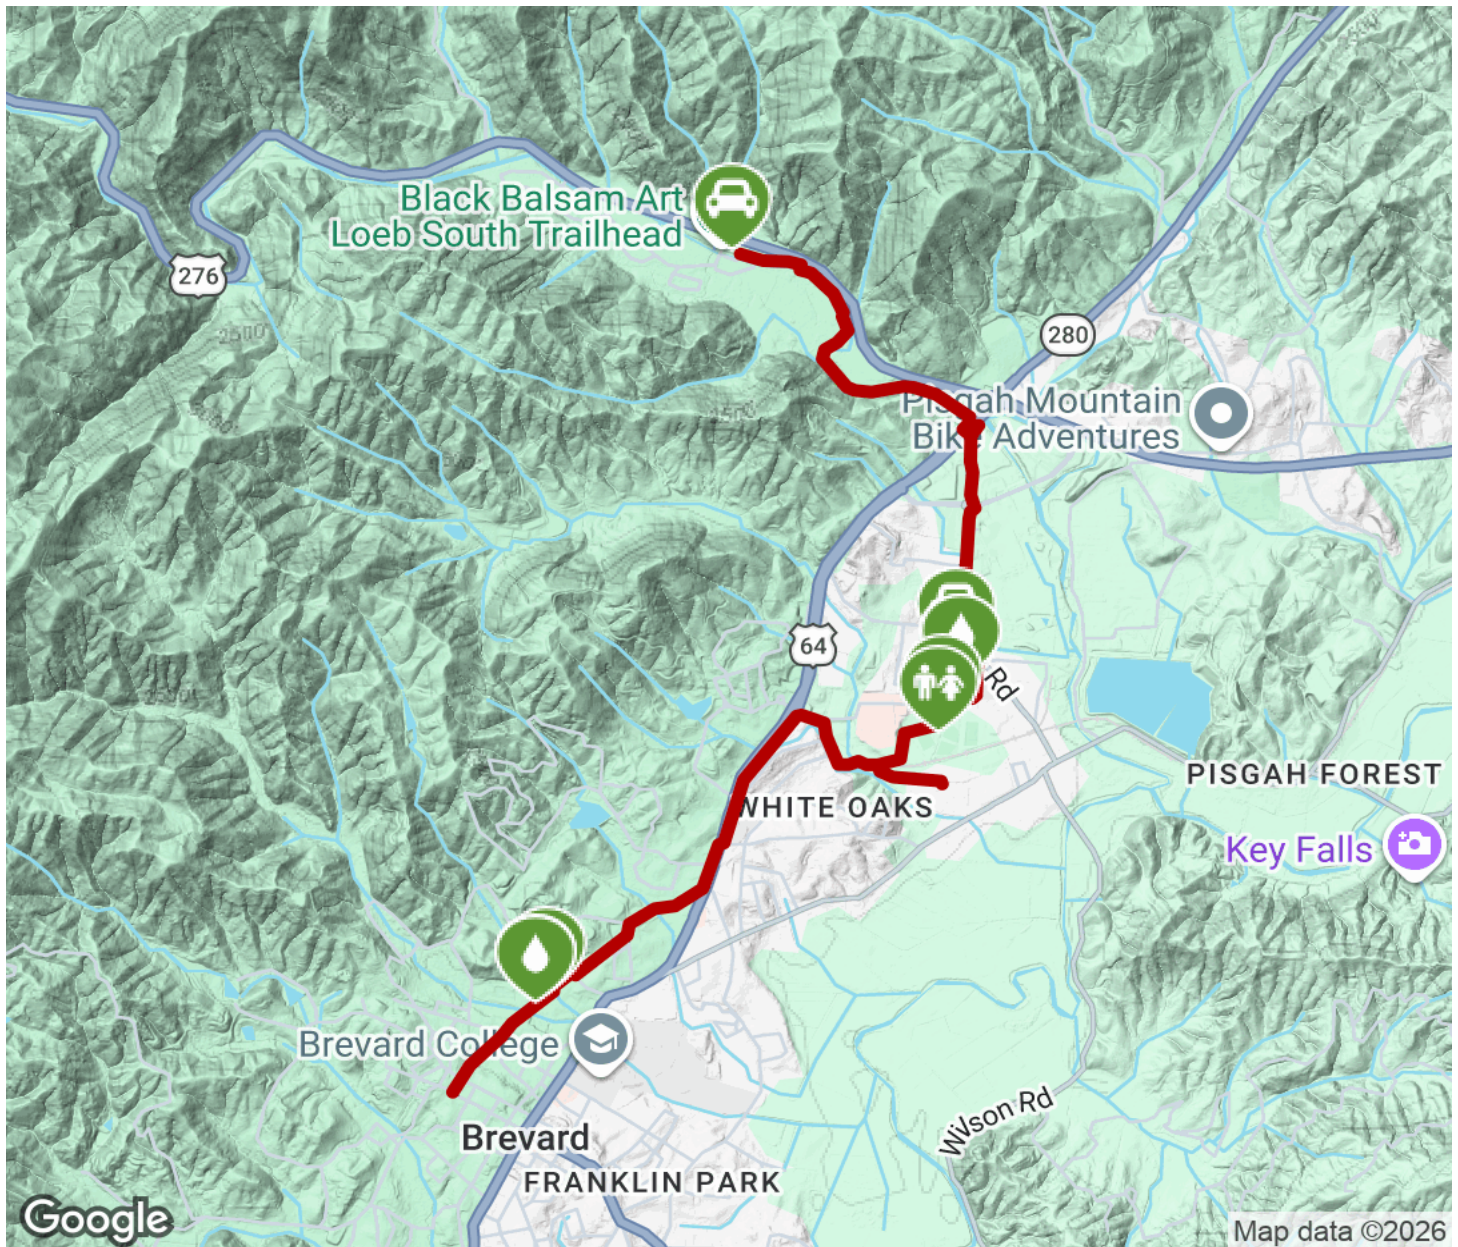 Black Balsam Art
Loeb South Trailhead
276
2500
280
Pisgah Mountain
Bike Adventures
64
Rd
PISGAH FOREST
WHITE OAKS
Key Falls
Brevard College
Wilson Rd
Brevard
FRANKLIN PARK
Google
Map data ©2026